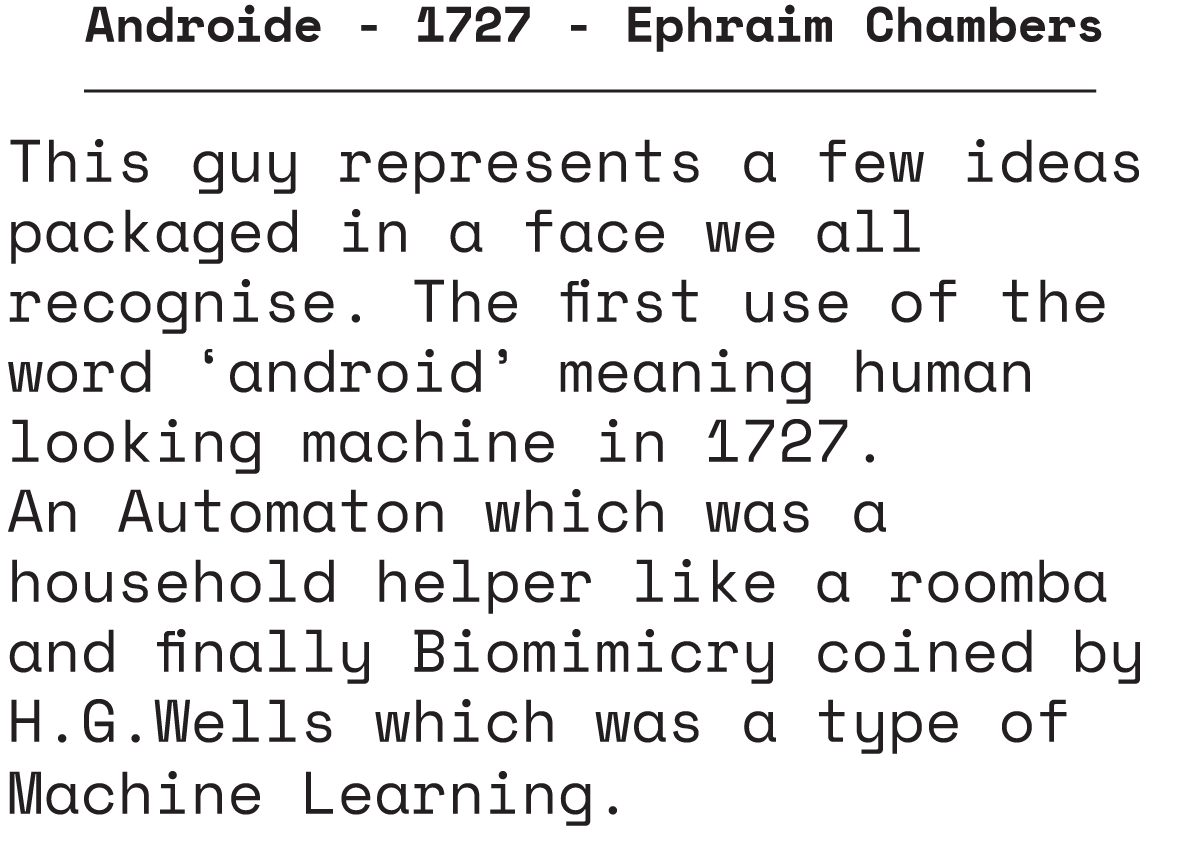 Androide - 1727 - Ephraim Chambers
This guy represents a few ideas
packaged in a face we all
recognise. The first use of the
word ‘android’ meaning human
looking machine in 1727.
An Automaton which was a
household helper like a roomba
and finally Biomimicry coined by
H.G.Wells which was a type of
Machine Learning.